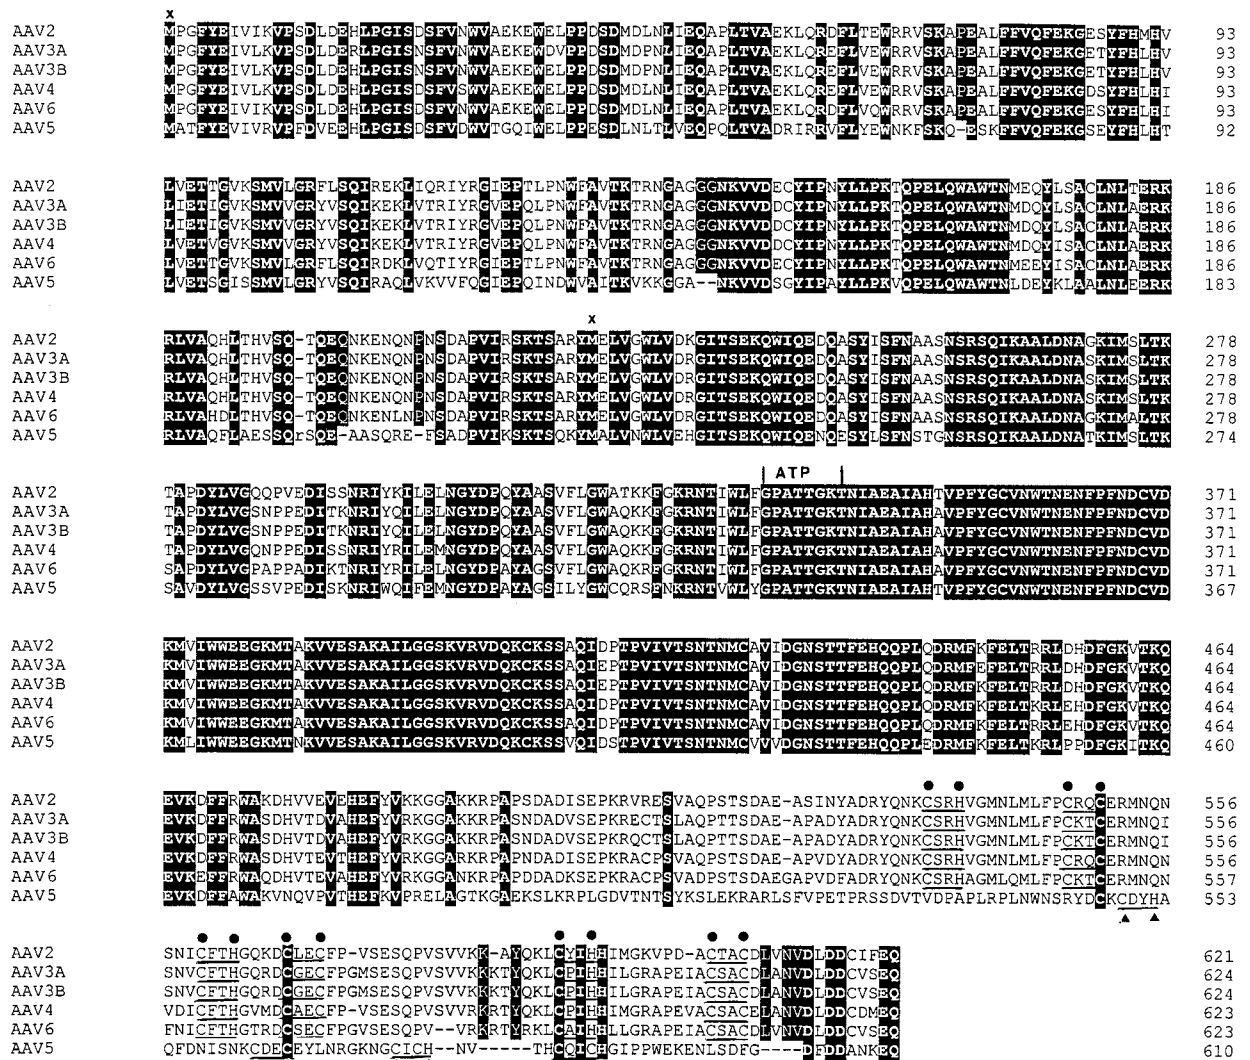 x
AAV2 MPGFYEIVIKVPSDLDEHLPGISDSFVNWVAEKEWELPPDSDMDLNLIEQAPLTVAEKLQRDFLTEWRRVSKAPEALFFVQFEKGESYFHMHV 93
AAV3A MPGFYEIVLKVPSDLDERLPGISNSFVNWVAEKEWELPPDSDMDPNLIEQAPLTVAEKLQREFLVEWRRVSKAPEALFFVQFEKGETYFHLHV 93
AAV3B MPGFYEIVLKVPSDLDEHLPGISNSFVNWVAEKEWELPPDSDMDPNLIEQAPLTVAEKLQREFLVEWRRVSKAPEALFFVQFEKGETYFHLHV 93
AAV4 MPGFYEIVLKVPSDLDEHLPGISDSFVSWVAEKEWELPPDSDMDLNLIEQAPLTVAEKLQREFLVEWRRVSKAPEALFFVQFEKGDSYFHLHI 93
AAV6 MPGFYEIVIKVPSDLDEHLPGISDSFVNWVAEKEWELPPDSDMDLNLIEQAPLTVAEKLQRDFLVQWRRVSKAPEALFFVQFEKGESYFHLHI 93
AAV5 MATFYEVIVRVPFDVEEHLPGISDSFVDWVTGQIWELPPESDLNLTLVEQPQLTVADRIRRVFLYEWNKFSKQ-ESKFFVQFEKGSEYFHLHT 92
AAV2 LVETTGVKSMVLGRFLSQIREKLIQRIYRGIEPTLPNWFAVTKTRNGAGGGNKVVDECYIPNYLLPKTQPELQWAWTNMEQYLSACLNLTERK 186
AAV3A LIETIGVKSMVVGRYVSQIKEKLVTRIYRGVEPQLPNWFAVTKTRNGAGGGNKVVDDCYIPNYLLPKTQPELQWAWTNMDQYLSACLNLAERK 186
AAV3B LIETIGVKSMVVGRYVSQIKEKLVTRIYRGVEPQLPNWFAVTKTRNGAGGGNKVVDDCYIPNYLLPKTQPELQWAWTNMDQYLSACLNLAERK 186
AAV4 LVETVGVKSMVVGRYVSQIKEKLVTRIYRGVEPQLPNWFAVTKTRNGAGGGNKVVDDCYIPNYLLPKTQPELQWAWTNMDQYISACLNLAERK 186
AAV6 LVETTGVKSMVLGRFLSQIRDKLVQTIYRGIEPTLPNWFAVTKTRNGAGGGNKVVDECYIPNYLLPKTQPELQWAWTNMEEYISACLNLAERK 186
AAV5 LVETSGISSMVLGRYVSQIRAQLVKVVFQGIEPQINDWVAITKVKKGGA--NKVVDSGYIPAYLLPKVQPELQWAWTNLDEYKLAALNLEERK 183
x
AAV2 RLVAQHLTHVSQ-TQEQNKENQNPNSDAPVIRSKTSARYMELVGWLVDKGITSEKQWIQEDQASYISFNAASNSRSQIKAALDNAGKIMSLTK 278
AAV3A RLVAQHLTHVSQ-TQEQNKENQNPNSDAPVIRSKTSARYMELVGWLVDRGITSEKQWIQEDQASYISFNAASNSRSQIKAALDNASKIMSLTK 278
AAV3B RLVAQHLTHVSQ-TQEQNKENQNPNSDAPVIRSKTSARYMELVGWLVDRGITSEKQWIQEDQASYISFNAASNSRSQIKAALDNASKIMSLTK 278
AAV4 RLVAQHLTHVSQ-TQEQNKENQNPNSDAPVIRSKTSARYMELVGWLVDRGITSEKQWIQEDQASYISFNAASNSRSQIKAALDNASKIMSLTK 278
AAV6 RLVAHDLTHVSQ-TQEQNKENLNPNSDAPVIRSKTSARYMELVGWLVDRGITSEKQWIQEDQASYISFNAASNSRSQIKAALDNAGKIMALTK 278
AAV5 RLVAQFLAESSQrSQE-AASQRE-FSADPVIKSKTSQKYMALVNWLVEHGITSEKQWIQENQESYLSFNSTGNSRSQIKAALDNATKIMSLTK 274
ATP
AAV2 TAPDYLVGQQPVEDISSNRIYKILELNGYDPQYAASVFLGWATKKFGKRNTIWLFGPATTGKTNIAEAIAHTVPFYGCVNWTNENFPFNDCVD 371
AAV3A TAPDYLVGSNPPEDITKNRIYQILELNGYDPQYAASVFLGWAQKKFGKRNTIWLFGPATTGKTNIAEAIAHAVPFYGCVNWTNENFPFNDCVD 371
AAV3B TAPDYLVGSNPPEDITKNRIYQILELNGYDPQYAASVFLGWAQKKFGKRNTIWLFGPATTGKTNIAEAIAHAVPFYGCVNWTNENFPFNDCVD 371
AAV4 TAPDYLVGQNPPEDISSNRIYRILEMNGYDPQYAASVFLGWAQKKFGKRNTIWLFGPATTGKTNIAEAIAHAVPFYGCVNWTNENFPFNDCVD 371
AAV6 SAPDYLVGPAPPADIKTNRIYRILELNGYDPAYAGSVFLGWAQKRFGKRNTIWLFGPATTGKTNIAEAIAHAVPFYGCVNWTNENFPFNDCVD 371
AAV5 SAVDYLVGSSVPEDISKNRIWQIFEMNGYDPAYAGSILYGWCQRSFNKRNTVWLYGPATTGKTNIAEAIAHTVPFYGCVNWTNENFPFNDCVD 367
AAV2 KMVIWWEEGKMTAKVVESAKAILGGSKVRVDQKCKSSAQIDPTPVIVTSNTNMCAVIDGNSTTFEHQQPLQDRMFKFELTRRLDHDFGKVTKQ 464
AAV3A KMVIWWEEGKMTAKVVESAKAILGGSKVRVDQKCKSSAQIEPTPVIVTSNTNMCAVIDGNSTTFEHQQPLQDRMFEFELTRRLDHDFGKVTKQ 464
AAV3B KMVIWWEEGKMTAKVVESAKAILGGSKVRVDQKCKSSAQIEPTPVIVTSNTNMCAVIDGNSTTFEHQQPLQDRMFKFELTRRLDHDFGKVTKQ 464
AAV4 KMVIWWEEGKMTAKVVESAKAILGGSKVRVDQKCKSSAQIDPTPVIVTSNTNMCAVIDGNSTTFEHQQPLQDRMFKFELTKRLEHDFGKVTKQ 464
AAV6 KMVIWWEEGKMTAKVVESAKAILGGSKVRVDQKCKSSAQIDPTPVIVTSNTNMCAVIDGNSTTFEHQQPLQDRMFKFELTRRLEHDFGKVTKQ 464
AAV5 KMLIWWEEGKMTNKVVESAKAILGGSKVRVDQKCKSSVQIDSTPVIVTSNTNMCVVVDGNSTTFEHQQPLEDRMFKFELTKRLPPDFGKITKQ 460
AAV2 EVKDFFRWAKDHVVEVEHEFYVKKGGAKKRPAPSDADISEPKRVRESVAQPSTSDAE-ASINYADRYQNKCSRHVGMNLMLFPCRQCERMNQN 556
AAV3A EVKDFFRWASDHVTDVAHEFYVRKGGAKKRPASNDADVSEPKRECTSLAQPTTSDAE-APADYADRYQNKCSRHVGMNLMLFPCKTCERMNQI 556
AAV3B EVKDFFRWASDHVTDVAHEFYVRKGGAKKRPASNDADVSEPKRQCTSLAQPTTSDAE-APADYADRYQNKCSRHVGMNLMLFPCKTCERMNQI 556
AAV4 EVKDFFRWASDHVTEVTHEFYVRKGGARKRPAPNDADISEPKRACPSVAQPSTSDAE-APVDYADRYQNKCSRHVGMNLMLFPCRQCERMNQN 556
AAV6 EVKEFFRWAQDHVTEVAHEFYVRKGGANKRPAPDDADKSEPKRACPSVADPSTSDAEGAPVDFADRYQNKCSRHAGMLQMLFPCKTCERMNQN 557
AAV5 EVKDFFAWAKVNQVPVTHEFKVPRELAGTKGAEKSLKRPLGDVTNTSYKSLEKRARLSFVPETPRSSDVTVDPAPLRPLNWNSRYDCKCDYHA 553
AAV2 SNICFTHGQKDCLECFP-VSESQPVSVVKK-AYQKLCYIHHIMGKVPD-ACTACDLVNVDLDDCIFEQ 621
AAV3A SNVCFTHGQRDCGECFPGMSESQPVSVVKKKTYQKLCPIHHILGRAPEIACSACDLANVDLDDCVSEQ 624
AAV3B SNVCFTHGQRDCGECFPGMSESQPVSVVKKKTYQKLCPIHHILGRAPEIACSACDLANVDLDDCVSEQ 624
AAV4 VDICFTHGVMDCAECFP-VSESQPVSVVRKRTYQKLCPIHHIMGRAPEVACSACDLANVDLDDCDMEQ 623
AAV6 FNICFTHGTRDCSECFPGVSESQPV--VRKRTYRKLCAIHHLLGRAPEIACSACDLVNVDLDDCVSEQ 623
AAV5 QFDNISNKCDECEYLNRGKNGCICH-NV-----THCQICHGIPPWEKENLSDFG----DFDDANKEQ 610